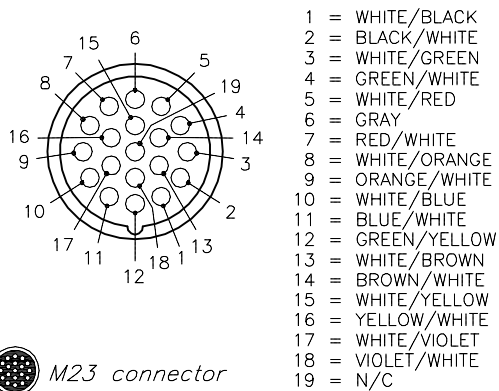 15 6
7 5
19
8 4
16 14
9 3
10 2
17 11 18 1 13
12
1 = WHITE/BLACK
2 = BLACK/WHITE
3 = WHITE/GREEN
4 = GREEN/WHITE
5 = WHITE/RED
6 = GRAY
7 = RED/WHITE
8 = WHITE/ORANGE
9 = ORANGE/WHITE
10 = WHITE/BLUE
11 = BLUE/WHITE
12 = GREEN/YELLOW
13 = WHITE/BROWN
14 = BROWN/WHITE
15 = WHITE/YELLOW
16 = YELLOW/WHITE
17 = WHITE/VIOLET
18 = VIOLET/WHITE
19 = N/C
M23 connector